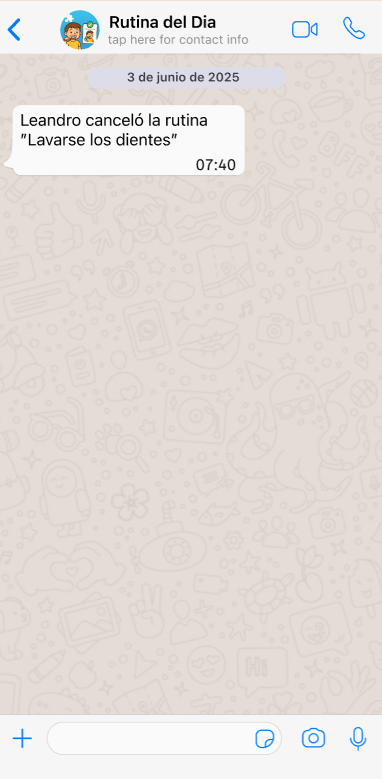 Rutina del Dia
tap here for contact info
3 de junio de 2025
Leandro canceló la rutina
"Lavarse los dientes"
07:40